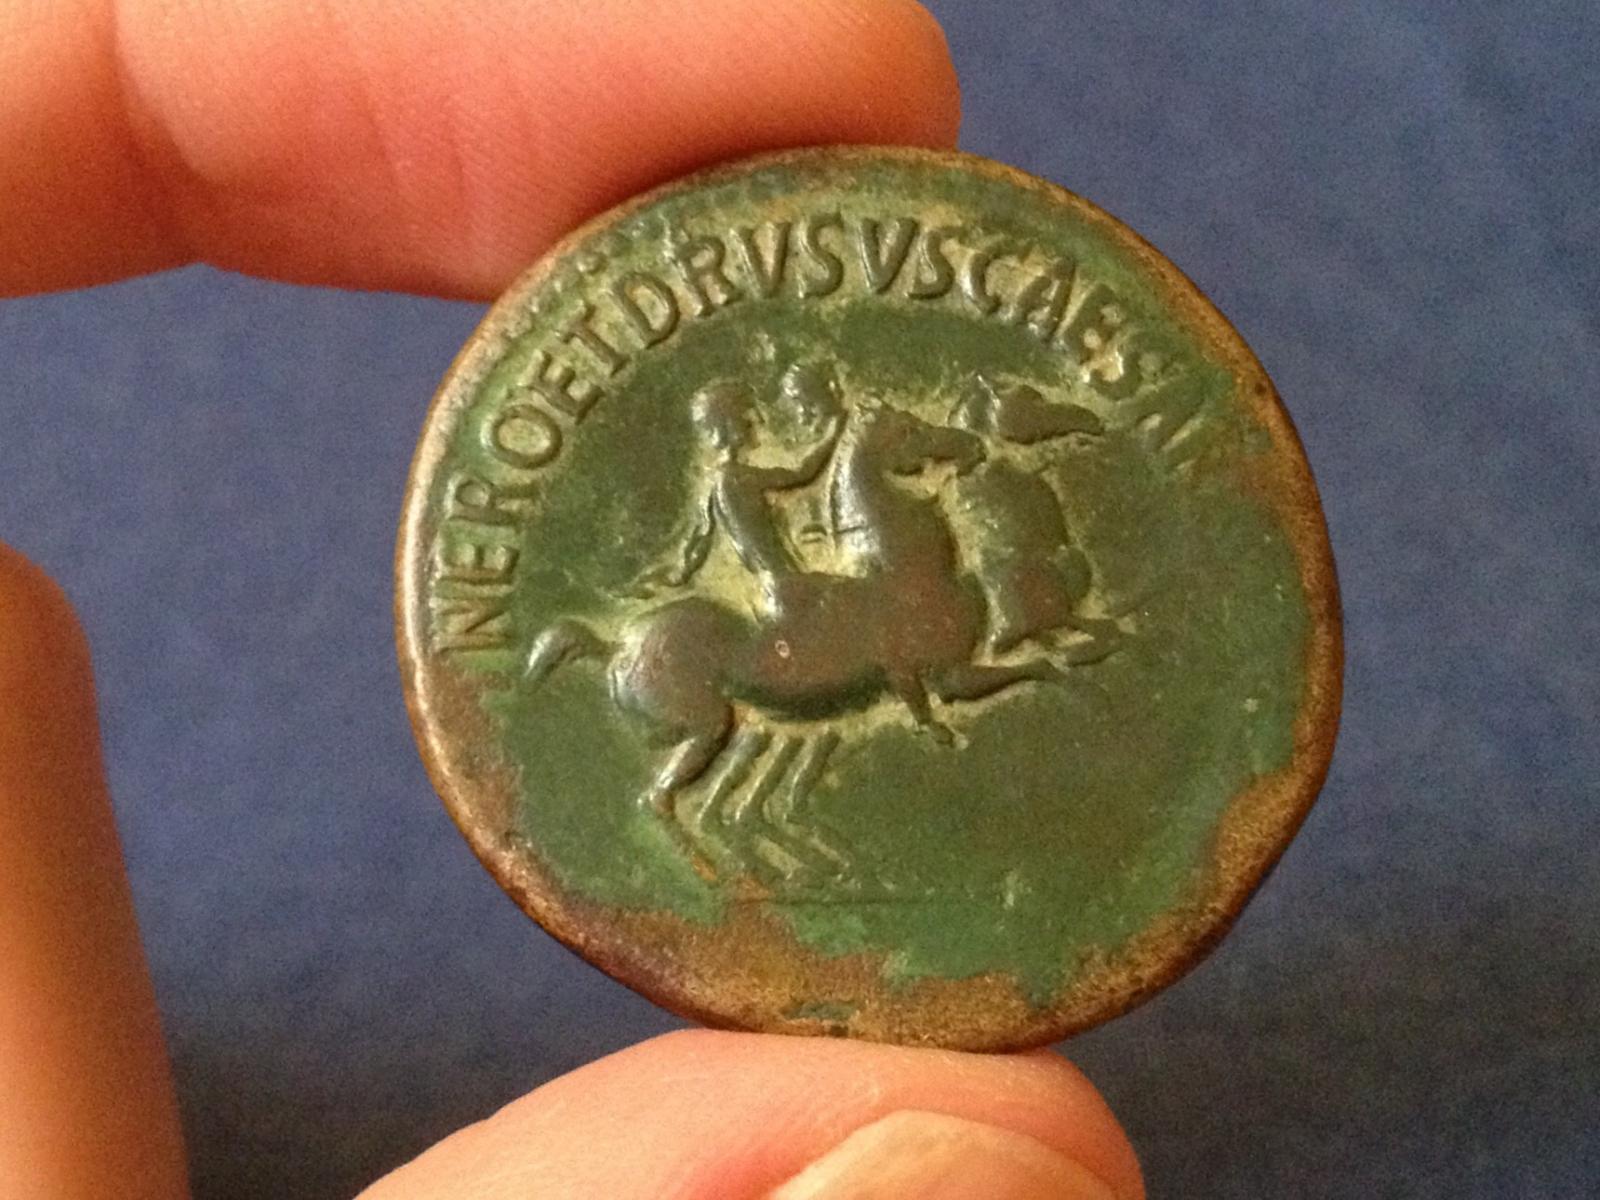 NERO ET DRVSVS CAESAR